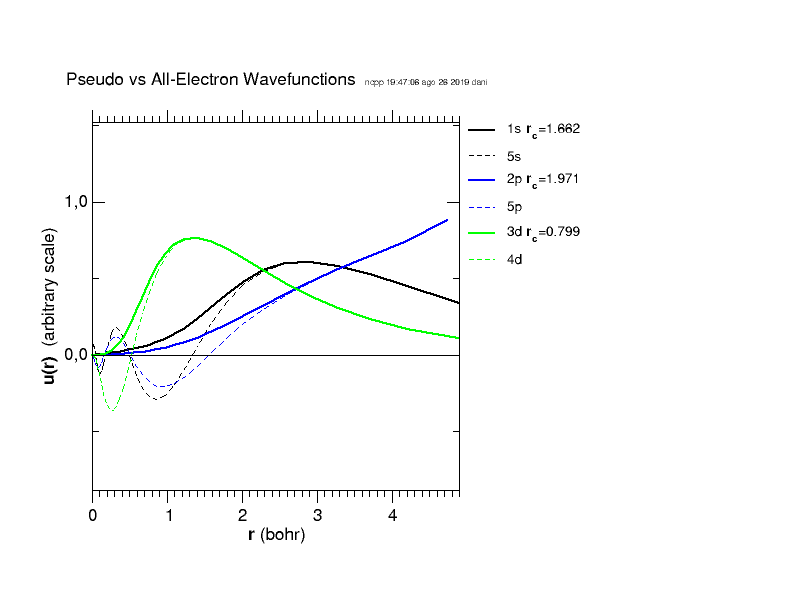 Pseudo vs All-Electron Wavefunctions ncpp 19:47:06 ago 26 2019 dani
1s rc=1.662
5s
2p rc=1.971
5p
3d rc=0.799
4d
1,0
0,0
u(r) (arbitrary scale)
0 1 2 3 4
r (bohr)